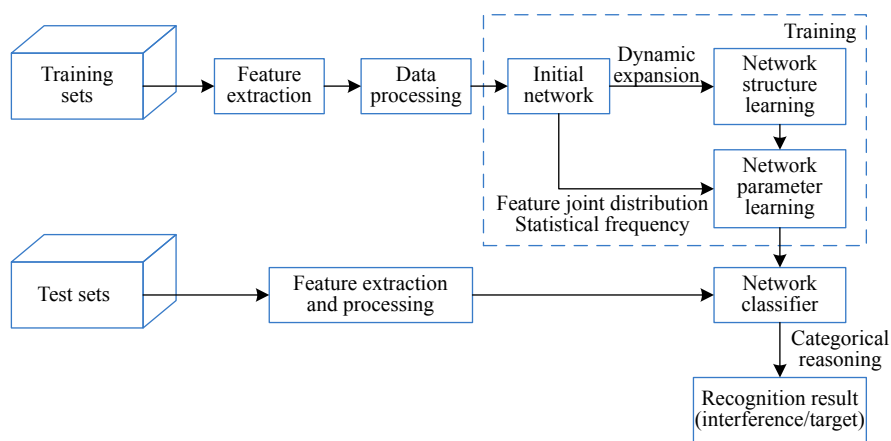 Training
Training
sets
Feature
extraction
Data
processing
Initial
network
Dynamic
expansion
Network
structure
learning
Network
parameter
learning
Feature joint distribution
Statistical frequency
Test sets
Feature extraction
and processing
Network
classifier
Categorical
reasoning
Recognition result
(interference/target)